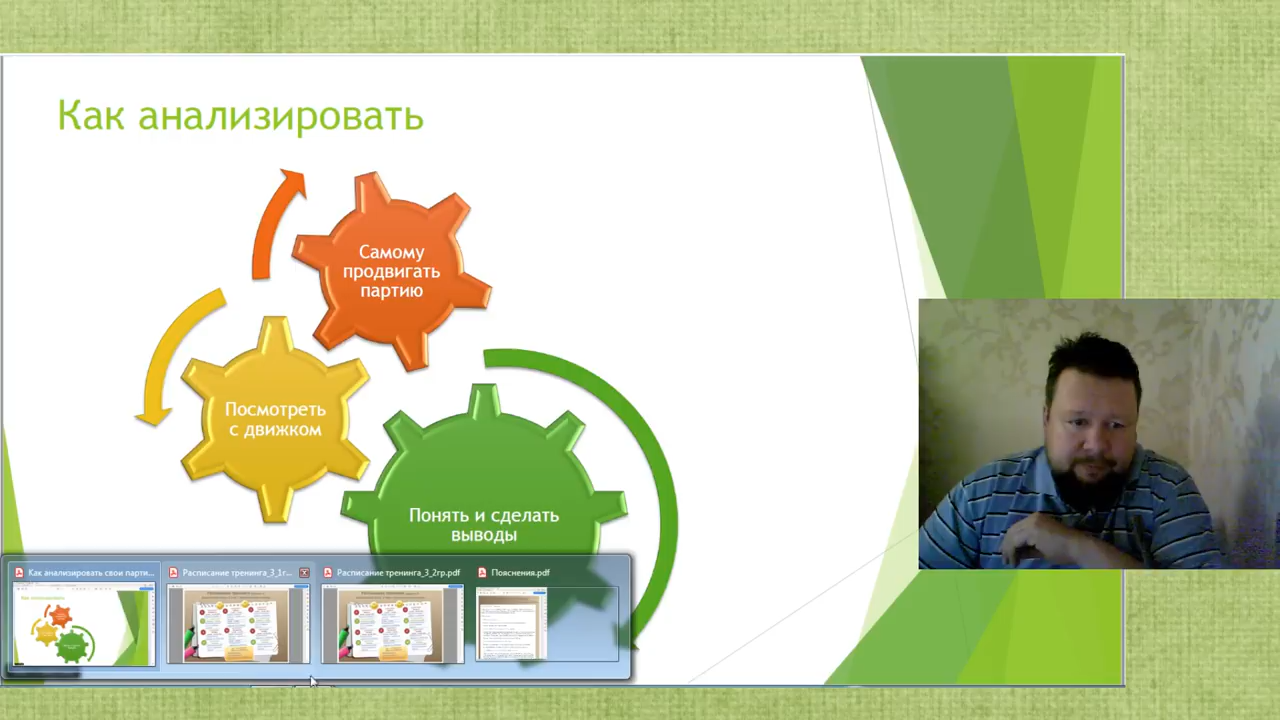 Как анализировать
Самому
продвигать
партию
Посмотреть
с движком
Понять и сделать
выводы
Как анализировать свои парти...
Расписание тренинга_3_1г...
Расписание тренинга_3_2гр.pdf
Пояснения.pdf